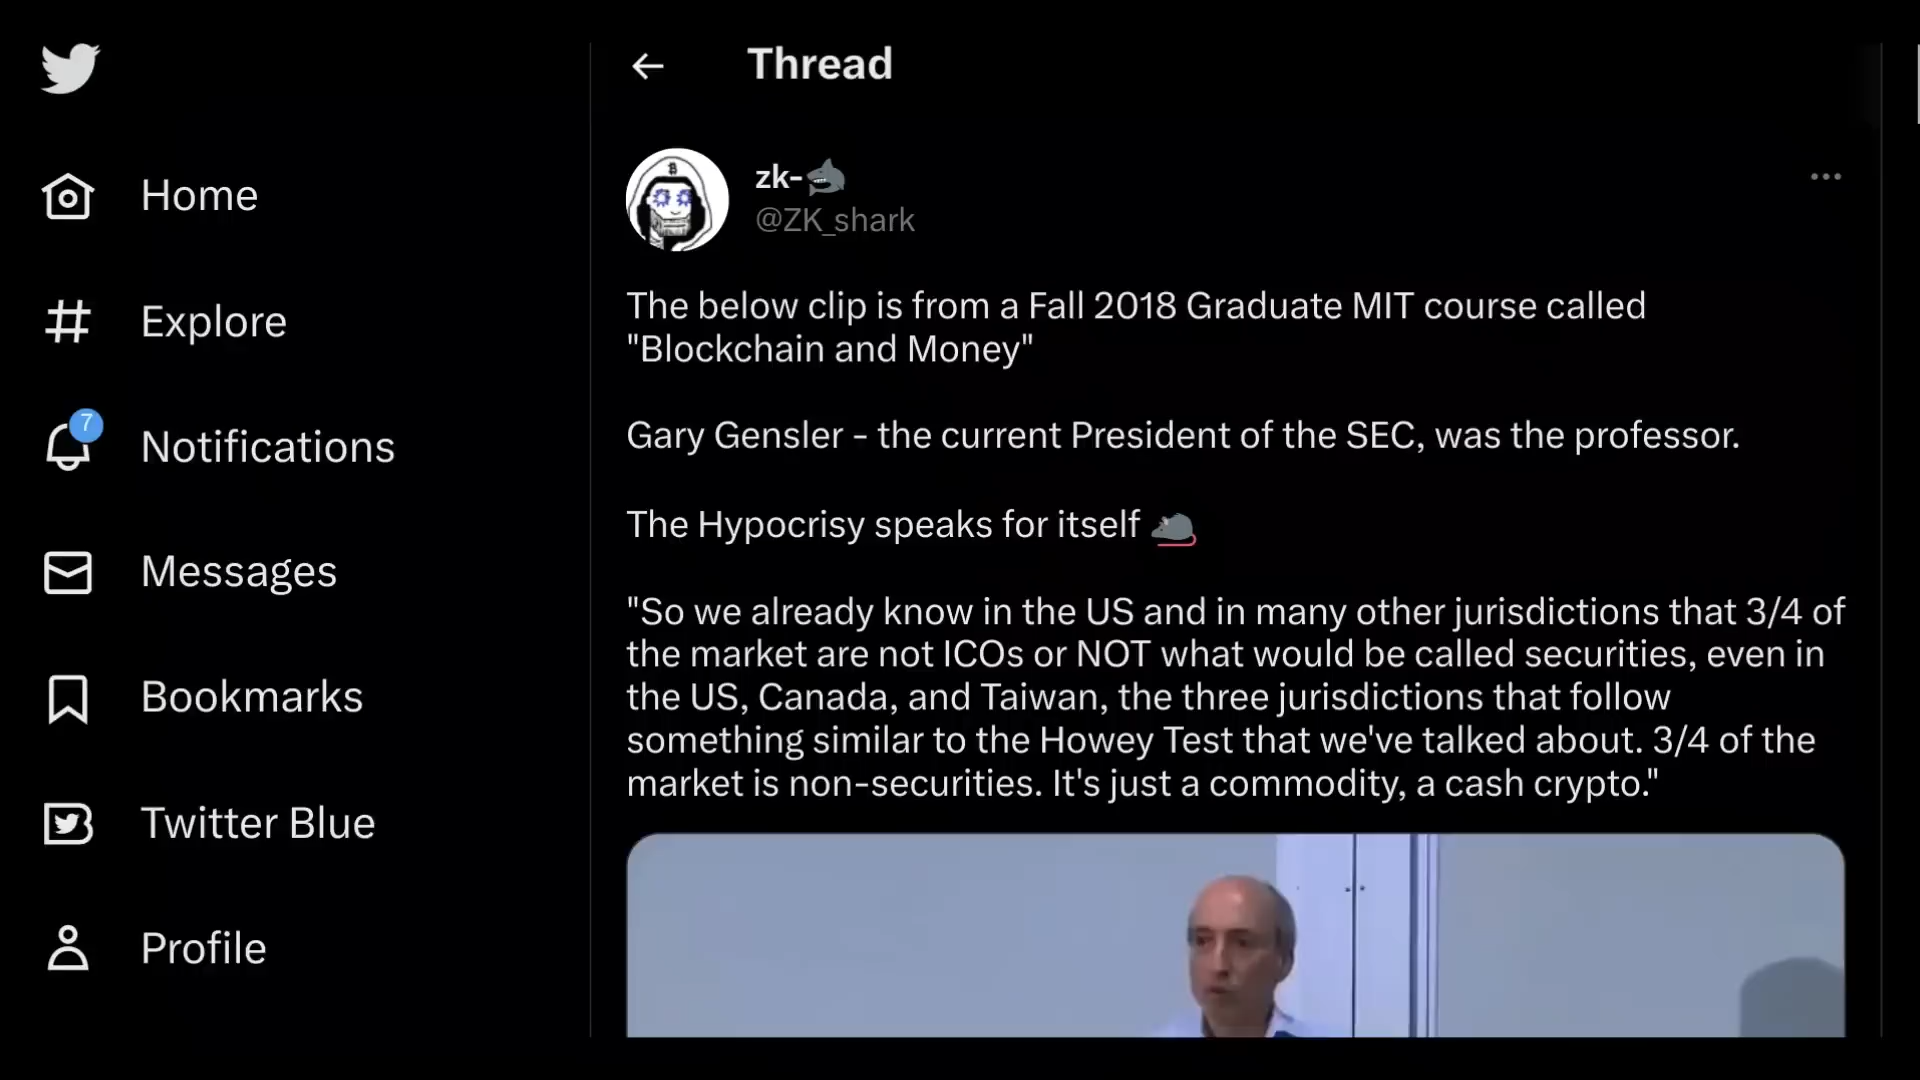 Thread
Home
Explore
7
Notifications
Messages
Bookmarks
Twitter Blue
Profile
zk-
@ZK_shark
The below clip is from a Fall 2018 Graduate MIT course called
"Blockchain and Money"
Gary Gensler - the current President of the SEC, was the professor.
The Hypocrisy speaks for itself
"So we already know in the US and in many other jurisdictions that 3/4 of
the market are not ICOs or NOT what would be called securities, even in
the US, Canada, and Taiwan, the three jurisdictions that follow
something similar to the Howey Test that we've talked about. 3/4 of the
market is non-securities. It's just a commodity, a cash crypto."